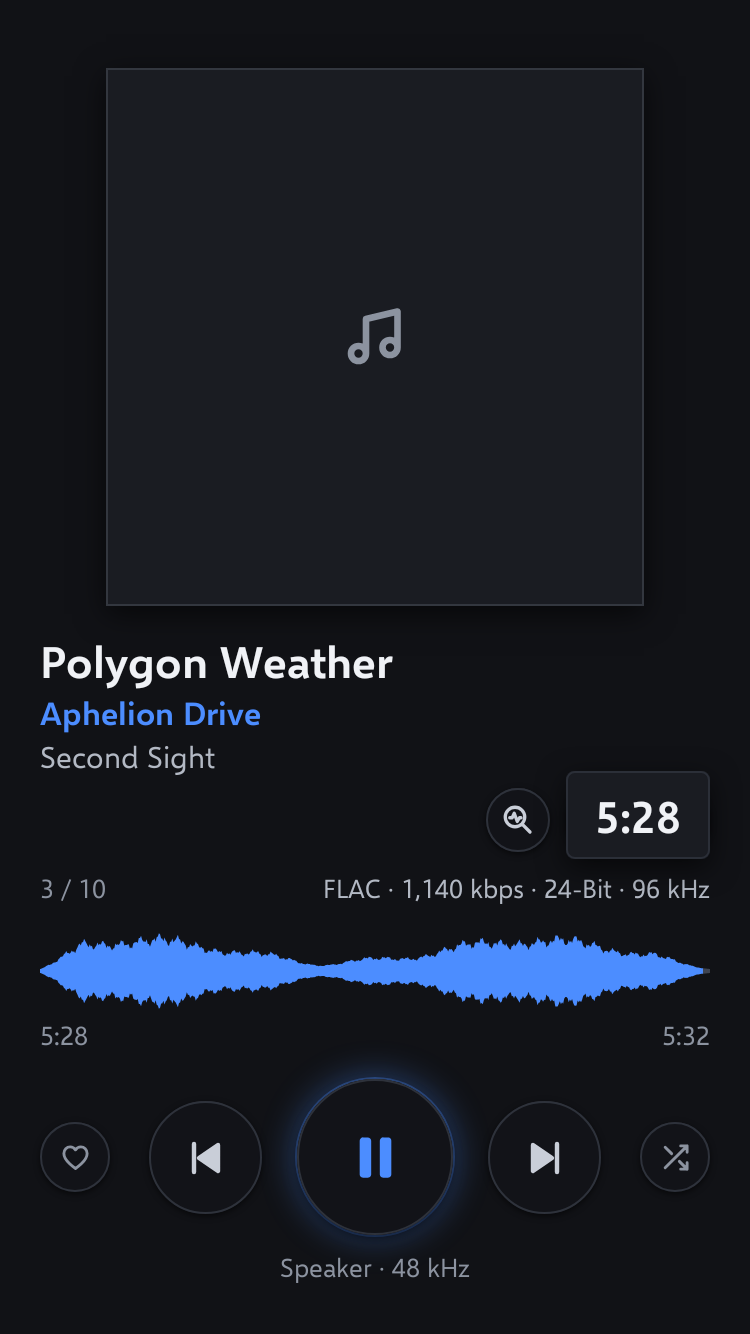 Polygon Weather
Aphelion Drive
Second Sight
5:28
3 / 10
FLAC · 1,140 kbps · 24-Bit · 96 kHz
5:28
5:32
Speaker · 48 kHz